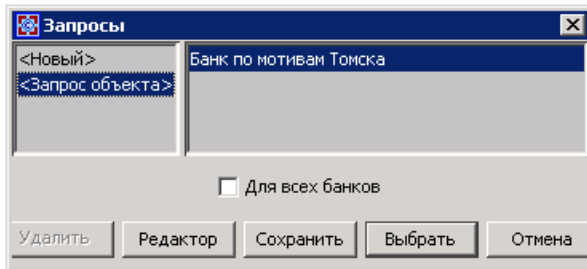 Запросы
<Новый>
<Запрос объекта>
Банк по мотивам Томска
Для всех банков
Удалить Редактор Сохранить Выбрать Отмена